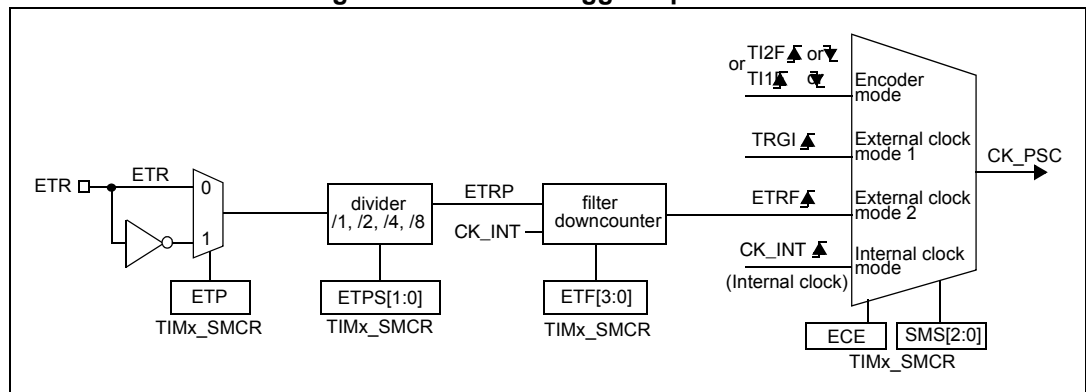 TI2F or
or TI1F or
Encoder
mode
TRGI
External clock
mode 1
CK_PSC
ETR
ETR
0
1
divider
/1, /2, /4, /8
ETRP
CK_INT
filter
downcounter
ETRF
External clock
mode 2
CK_INT
(Internal clock)
Internal clock
mode
ETP
TIMx_SMCR
ETPS[1:0]
TIMx_SMCR
ETF[3:0]
TIMx_SMCR
ECE
SMS[2:0]
TIMx_SMCR